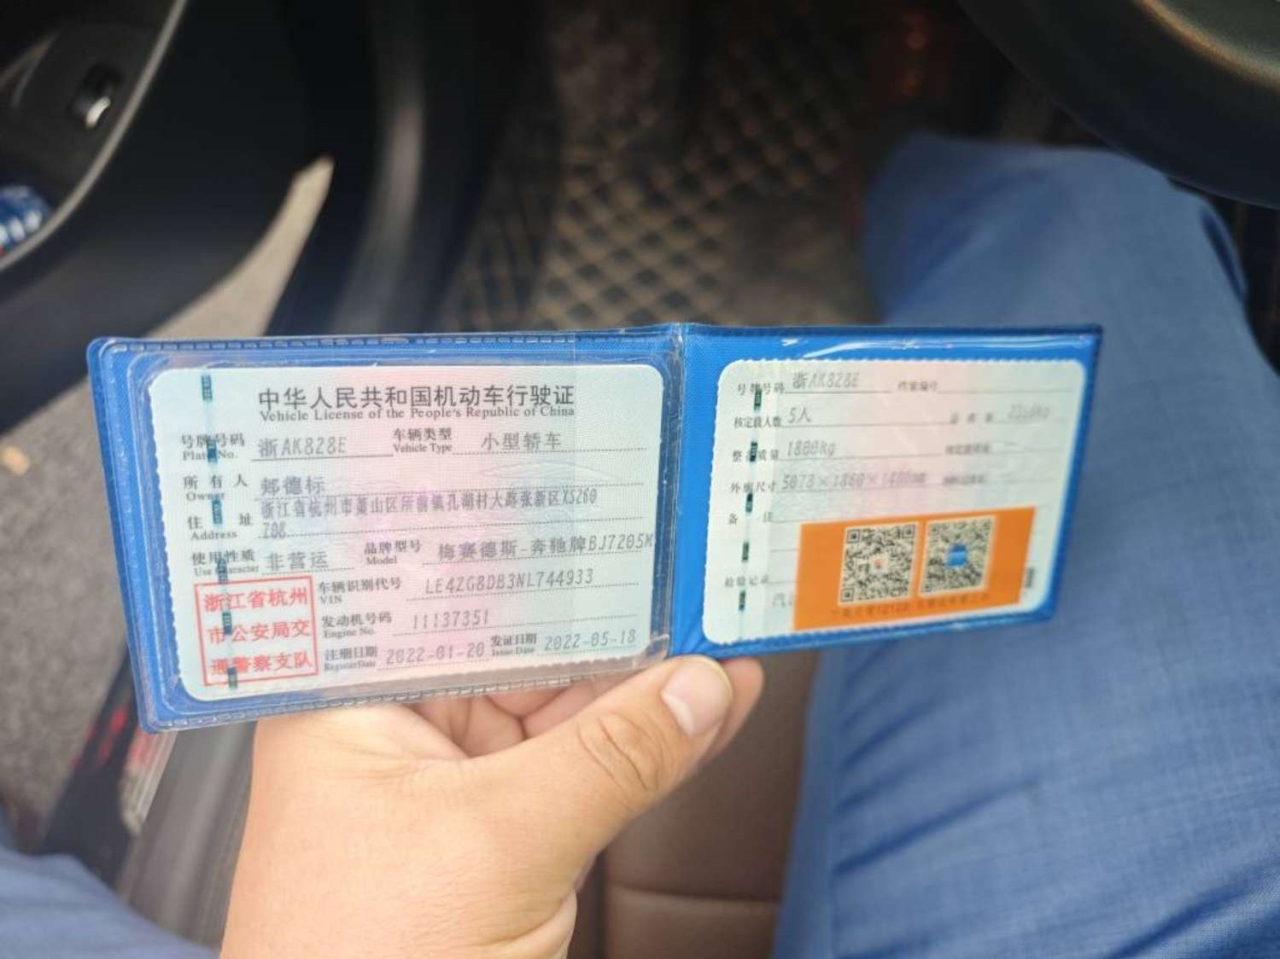 中华人民共和国机动车行驶证
Vehicle License of the People's Republic of China
号牌号码 浙AK828E 车辆类型 小型轿车
Plate No. Vehicle Type
所有人 郏德标
Owner
住址 浙江省杭州市萧山区所前镇孔湖村大路张新区XS260
Address 708
使用性质 非营运 品牌型号 梅赛德斯-奔驰牌BJ7205
Use Character Model
浙江省杭州
市公安局交
通警察支队
车辆识别代号 LE4ZG8DB3NL744933
VIN
发动机号码 11137351
Engine No.
注册日期 2022-01-20 发证日期 2022-05-18
Register Date Issue Date
号牌号码 浙AK828E 档案编号
核定载人数 5人 总质量
整备质量 1800kg
外廓尺寸 5078×1860×
备注
检验记录